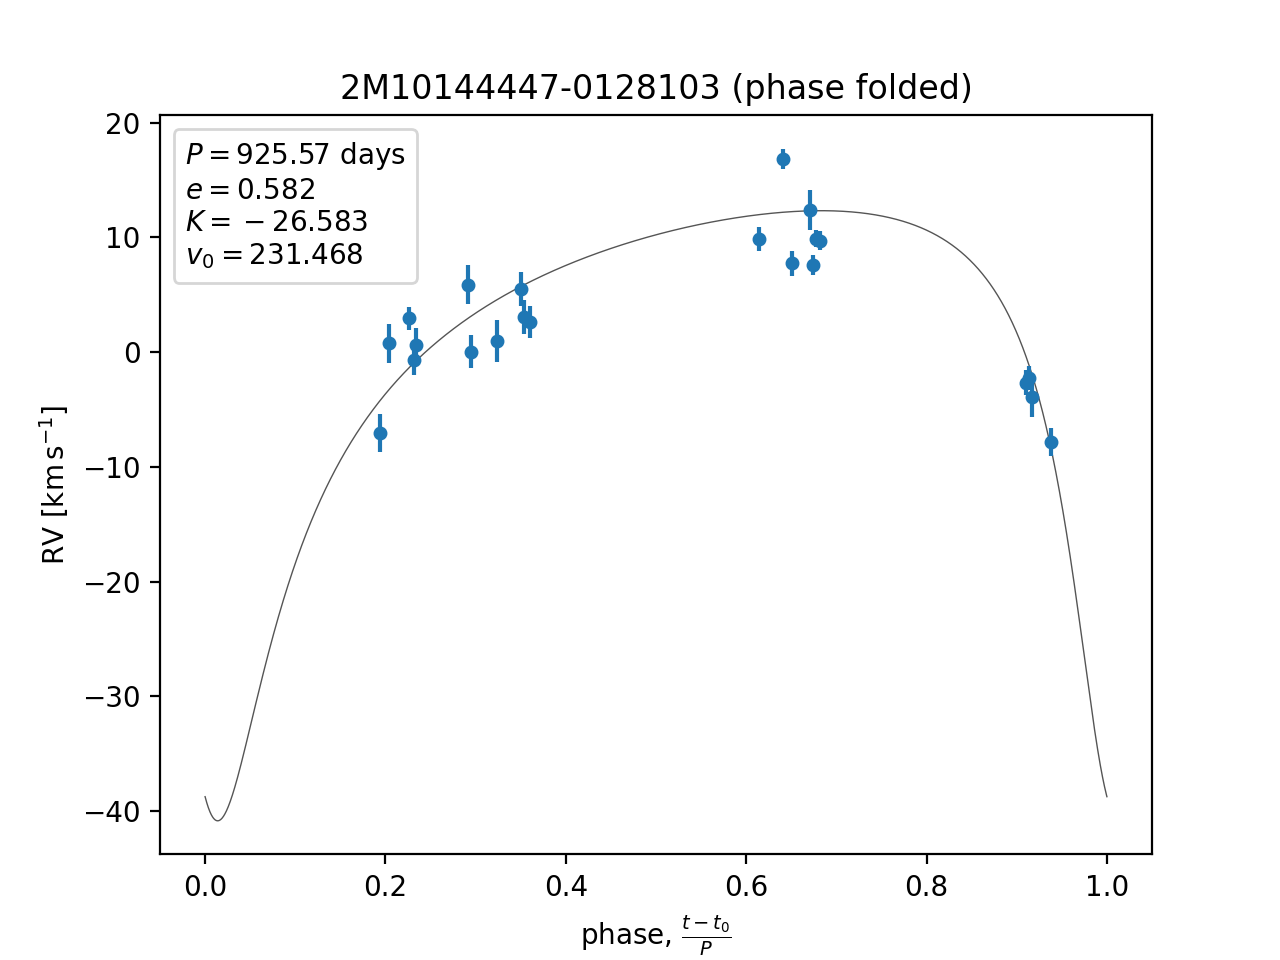 2M10144447-0128103 (phase folded)
P = 925.57 days
e = 0.582
K = −26.583
v₀ = 231.468
20
10
0
−10
−20
−30
−40
RV [km s⁻¹]
0.0 0.2 0.4 0.6 0.8 1.0
phase, (t − t₀)/P